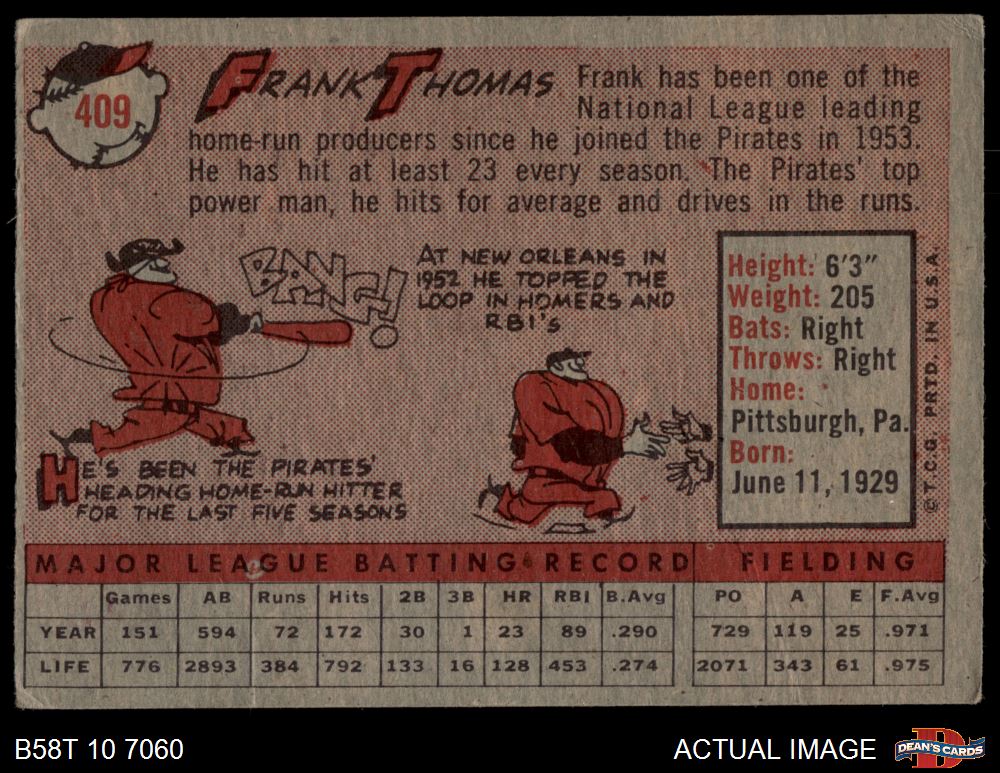 409
FRANK THOMAS
Frank has been one of the
National League leading
home-run producers since he joined the Pirates in 1953.
He has hit at least 23 every season. The Pirates' top
power man, he hits for average and drives in the runs.
BANG!
AT NEW ORLEANS IN
1952 HE TOPPED THE
LOOP IN HOMERS AND
RBI'S
HE'S BEEN THE PIRATES'
HEADING HOME-RUN HITTER
FOR THE LAST FIVE SEASONS
Height: 6'3"
Weight: 205
Bats: Right
Throws: Right
Home:
Pittsburgh, Pa.
Born:
June 11, 1929
©T.C.G. PRTD. IN U.S.A.
MAJOR LEAGUE BATTING RECORD FIELDING
Games AB Runs Hits 2B 3B HR RBI B.Avg PO A E F.Avg
YEAR 151 594 72 172 30 1 23 89 .290 729 119 25 .971
LIFE 776 2893 384 792 133 16 128 453 .274 2071 343 61 .975
B58T 10 7060
ACTUAL IMAGE
D
DEAN'S CARDS